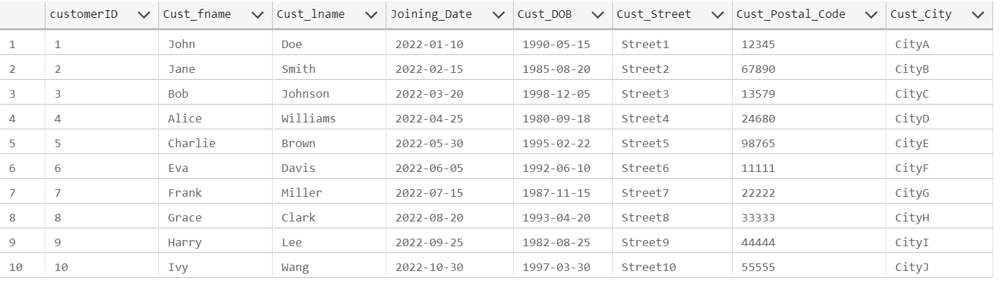 customerID Cust_fname Cust_lname Joining_Date Cust_DOB Cust_Street Cust_Postal_Code Cust_City
1 1 John Doe 2022-01-10 1990-05-15 Street1 12345 CityA
2 2 Jane Smith 2022-02-15 1985-08-20 Street2 67890 CityB
3 3 Bob Johnson 2022-03-20 1998-12-05 Street3 13579 CityC
4 4 Alice Williams 2022-04-25 1980-09-18 Street4 24680 CityD
5 5 Charlie Brown 2022-05-30 1995-02-22 Street5 98765 CityE
6 6 Eva Davis 2022-06-05 1992-06-10 Street6 11111 CityF
7 7 Frank Miller 2022-07-15 1987-11-15 Street7 22222 CityG
8 8 Grace Clark 2022-08-20 1993-04-20 Street8 33333 CityH
9 9 Harry Lee 2022-09-25 1982-08-25 Street9 44444 CityI
10 10 Ivy Wang 2022-10-30 1997-03-30 Street10 55555 CityJ